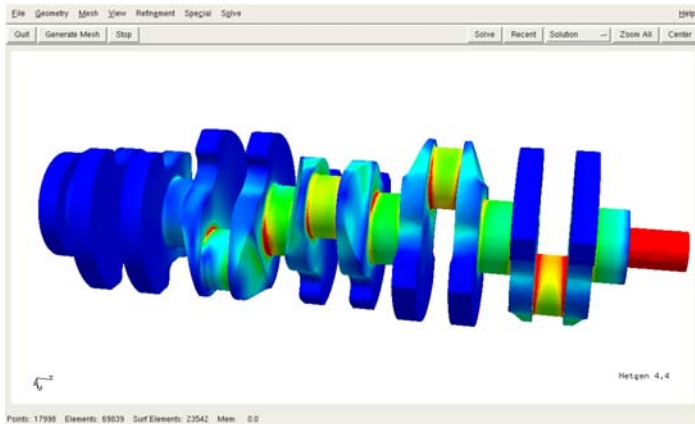 File Geometry Mesh View Refinement Special Solve Help
Quit Generate Mesh Stop Solve Recent Solution Zoom All Center
Netgen 4.4
Points: 17998 Elements: 69839 Surf Elements: 23542 Mem: 0.0